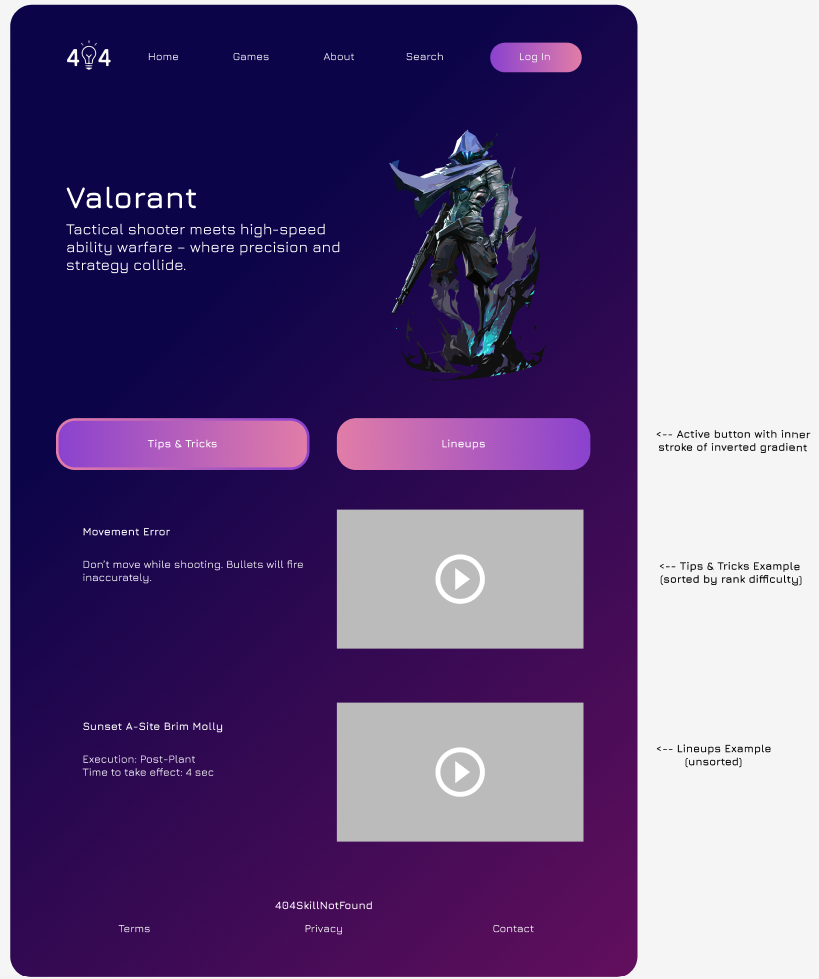 4 4
Home Games About Search Log In
Valorant
Tactical shooter meets high-speed
ability warfare – where precision and
strategy collide.
Tips & Tricks Lineups
<-- Active button with inner
stroke of inverted gradient
Movement Error
Don't move while shooting. Bullets will fire
inaccurately.
<-- Tips & Tricks Example
(sorted by rank difficulty)
Sunset A-Site Brim Molly
Execution: Post-Plant
Time to take effect: 4 sec
<-- Lineups Example
(unsorted)
404SkillNotFound
Terms Privacy Contact